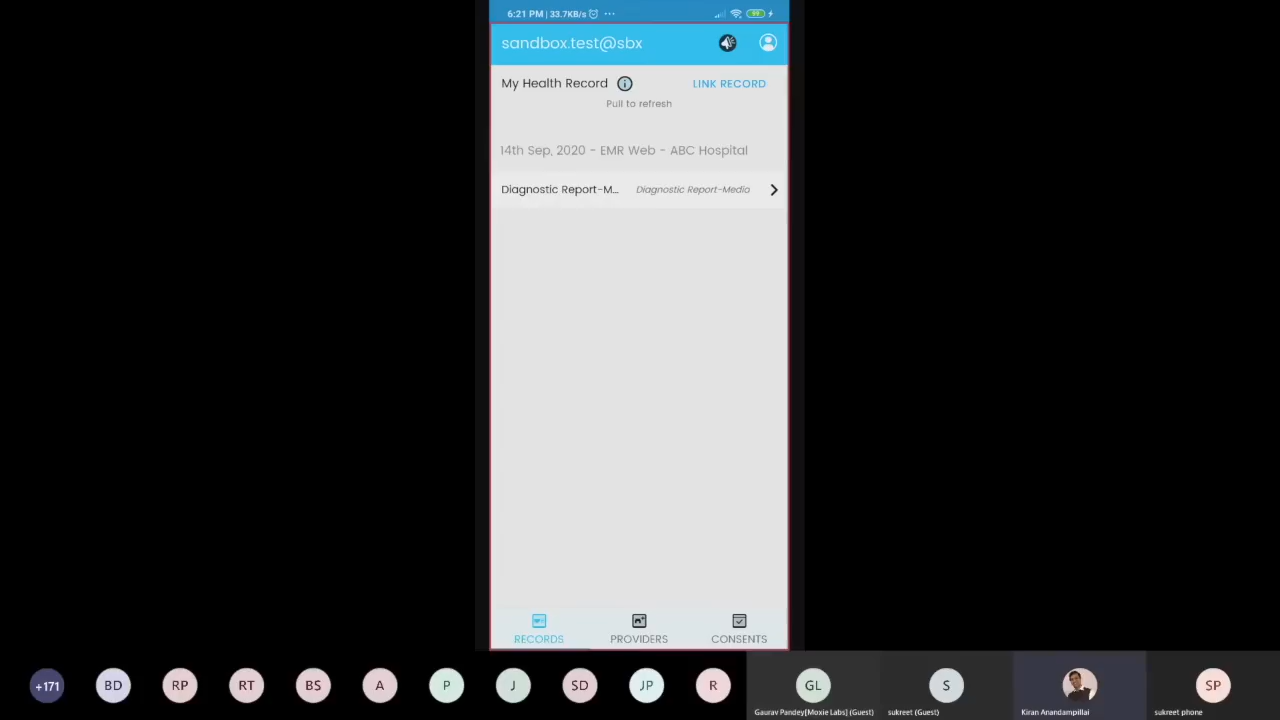 6:21 PM | 33.7KB/s ...
sandbox.test@sbx
My Health Record LINK RECORD
Pull to refresh
14th Sep, 2020 - EMR Web - ABC Hospital
Diagnostic Report-M... Diagnostic Report-Media
RECORDS PROVIDERS CONSENTS
+171 BD RP RT BS A P J SD JP R GL S SP
Gaurav Pandey[Moxie Labs] (Guest) sukreet (Guest) Kiran Anandampillai sukreet phone